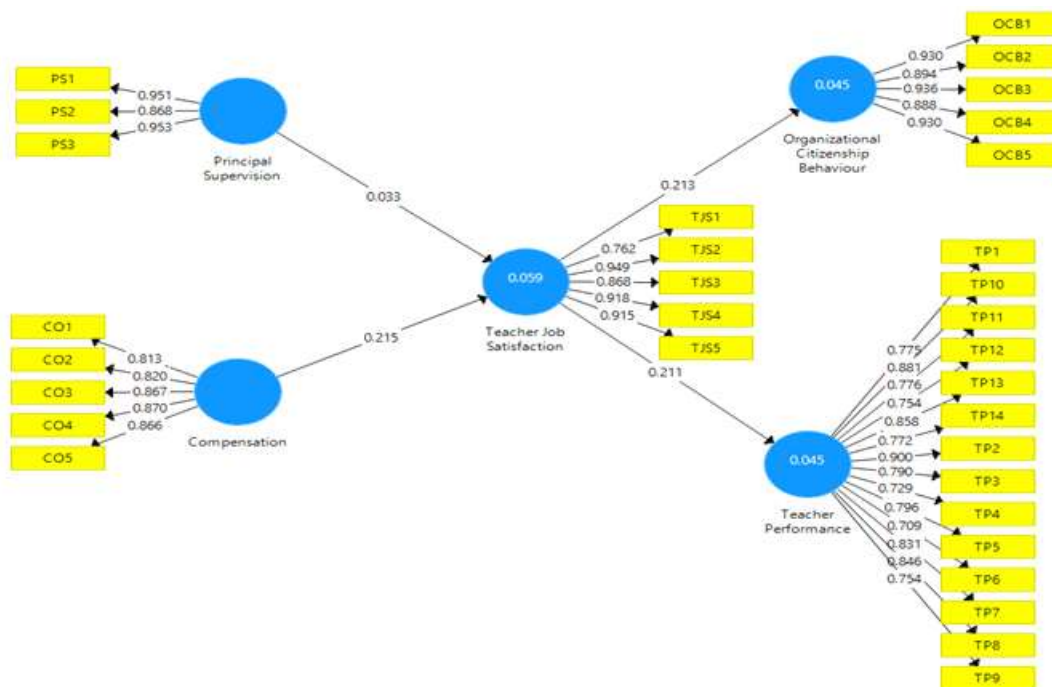 PS1
PS2
PS3
0.951
0.868
0.953
Principal
Supervision
0.033
CO1
CO2
CO3
CO4
CO5
0.813
0.820
0.867
0.870
0.866
Compensation
0.215
0.059
Teacher Job
Satisfaction
0.762
0.949
0.868
0.918
0.915
TJS1
TJS2
TJS3
TJS4
TJS5
0.213
0.045
Organizational
Citizenship
Behaviour
0.930
0.894
0.936
0.888
0.930
OCB1
OCB2
OCB3
OCB4
OCB5
0.211
0.045
Teacher
Performance
0.775
0.881
0.776
0.754
0.858
0.772
0.900
0.790
0.729
0.796
0.709
0.831
0.846
0.754
TP1
TP10
TP11
TP12
TP13
TP14
TP2
TP3
TP4
TP5
TP6
TP7
TP8
TP9